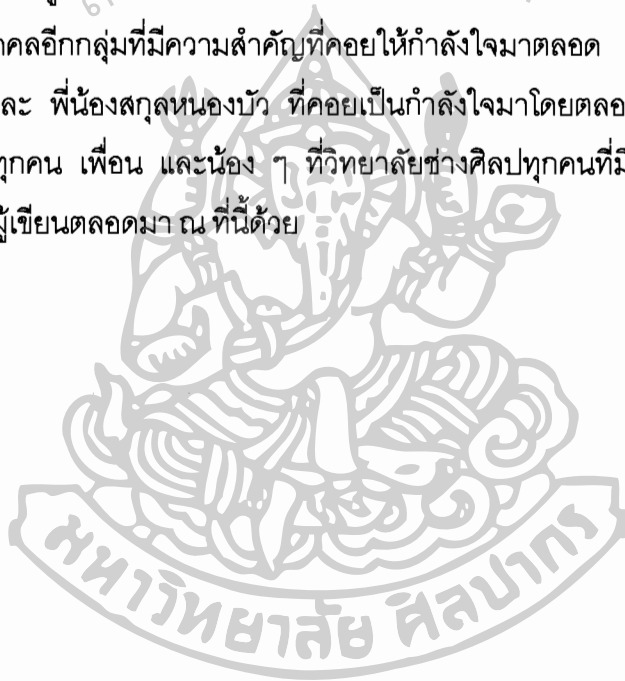 คลอีกกลุ่มที่มีความสำคัญที่คอยให้กำลังใจมาตลอด
ละ พี่น้องสกุลหนองบัว ที่คอยเป็นกำลังใจมาโดยตลอ
ทุกคน เพื่อน และน้อง ๆ ที่วิทยาลัยช่างศิลปทุกคนที่มี
ผู้เขียนตลอดมา ณ ที่นี้ด้วย
มหาวิทยาลัย ศิลปากร